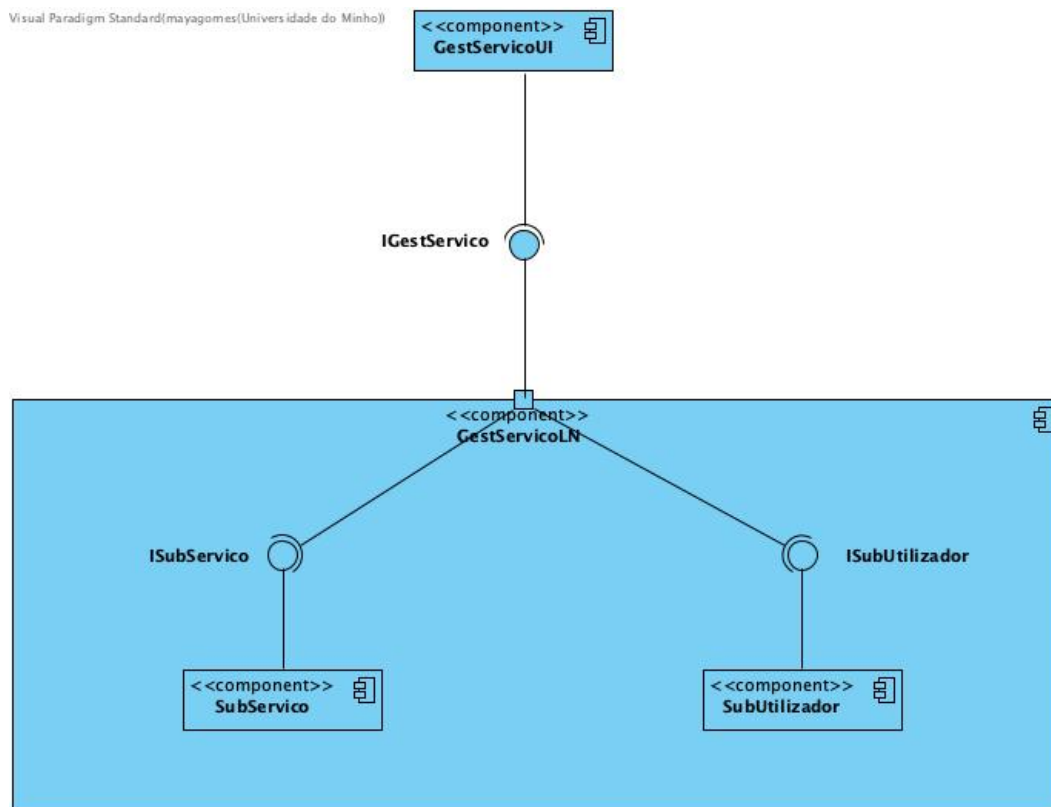 Visual Paradigm Standard(mayagomes(Universidade do Minho))
<<component>>
GestServicoUI
IGestServico
<<component>>
GestServicoLN
ISubServico
ISubUtilizador
<<component>>
SubServico
<<component>>
SubUtilizador